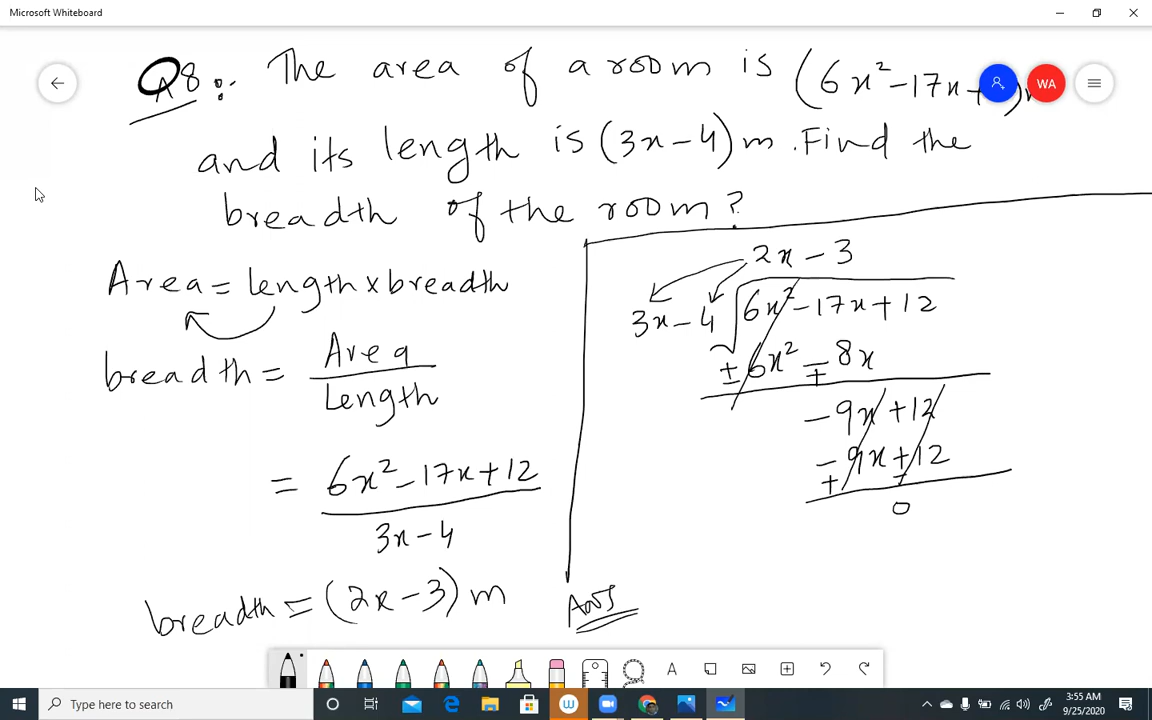 Microsoft Whiteboard
Q8:. The area of a room is (6x² -17x+ )
WA
and its length is (3x-4)m. Find the
breadth of the room?
Area = length x breadth
breadth = Area
Length
= 6x² -17x+12
3x-4
breadth = (2x-3) m Ans
2x-3
3x-4 6x² -17x+12
± 6x² ∓ 8x
-9x+12
-9x+12
+ -
0
A
Type here to search
W
3:55 AM
9/25/2020